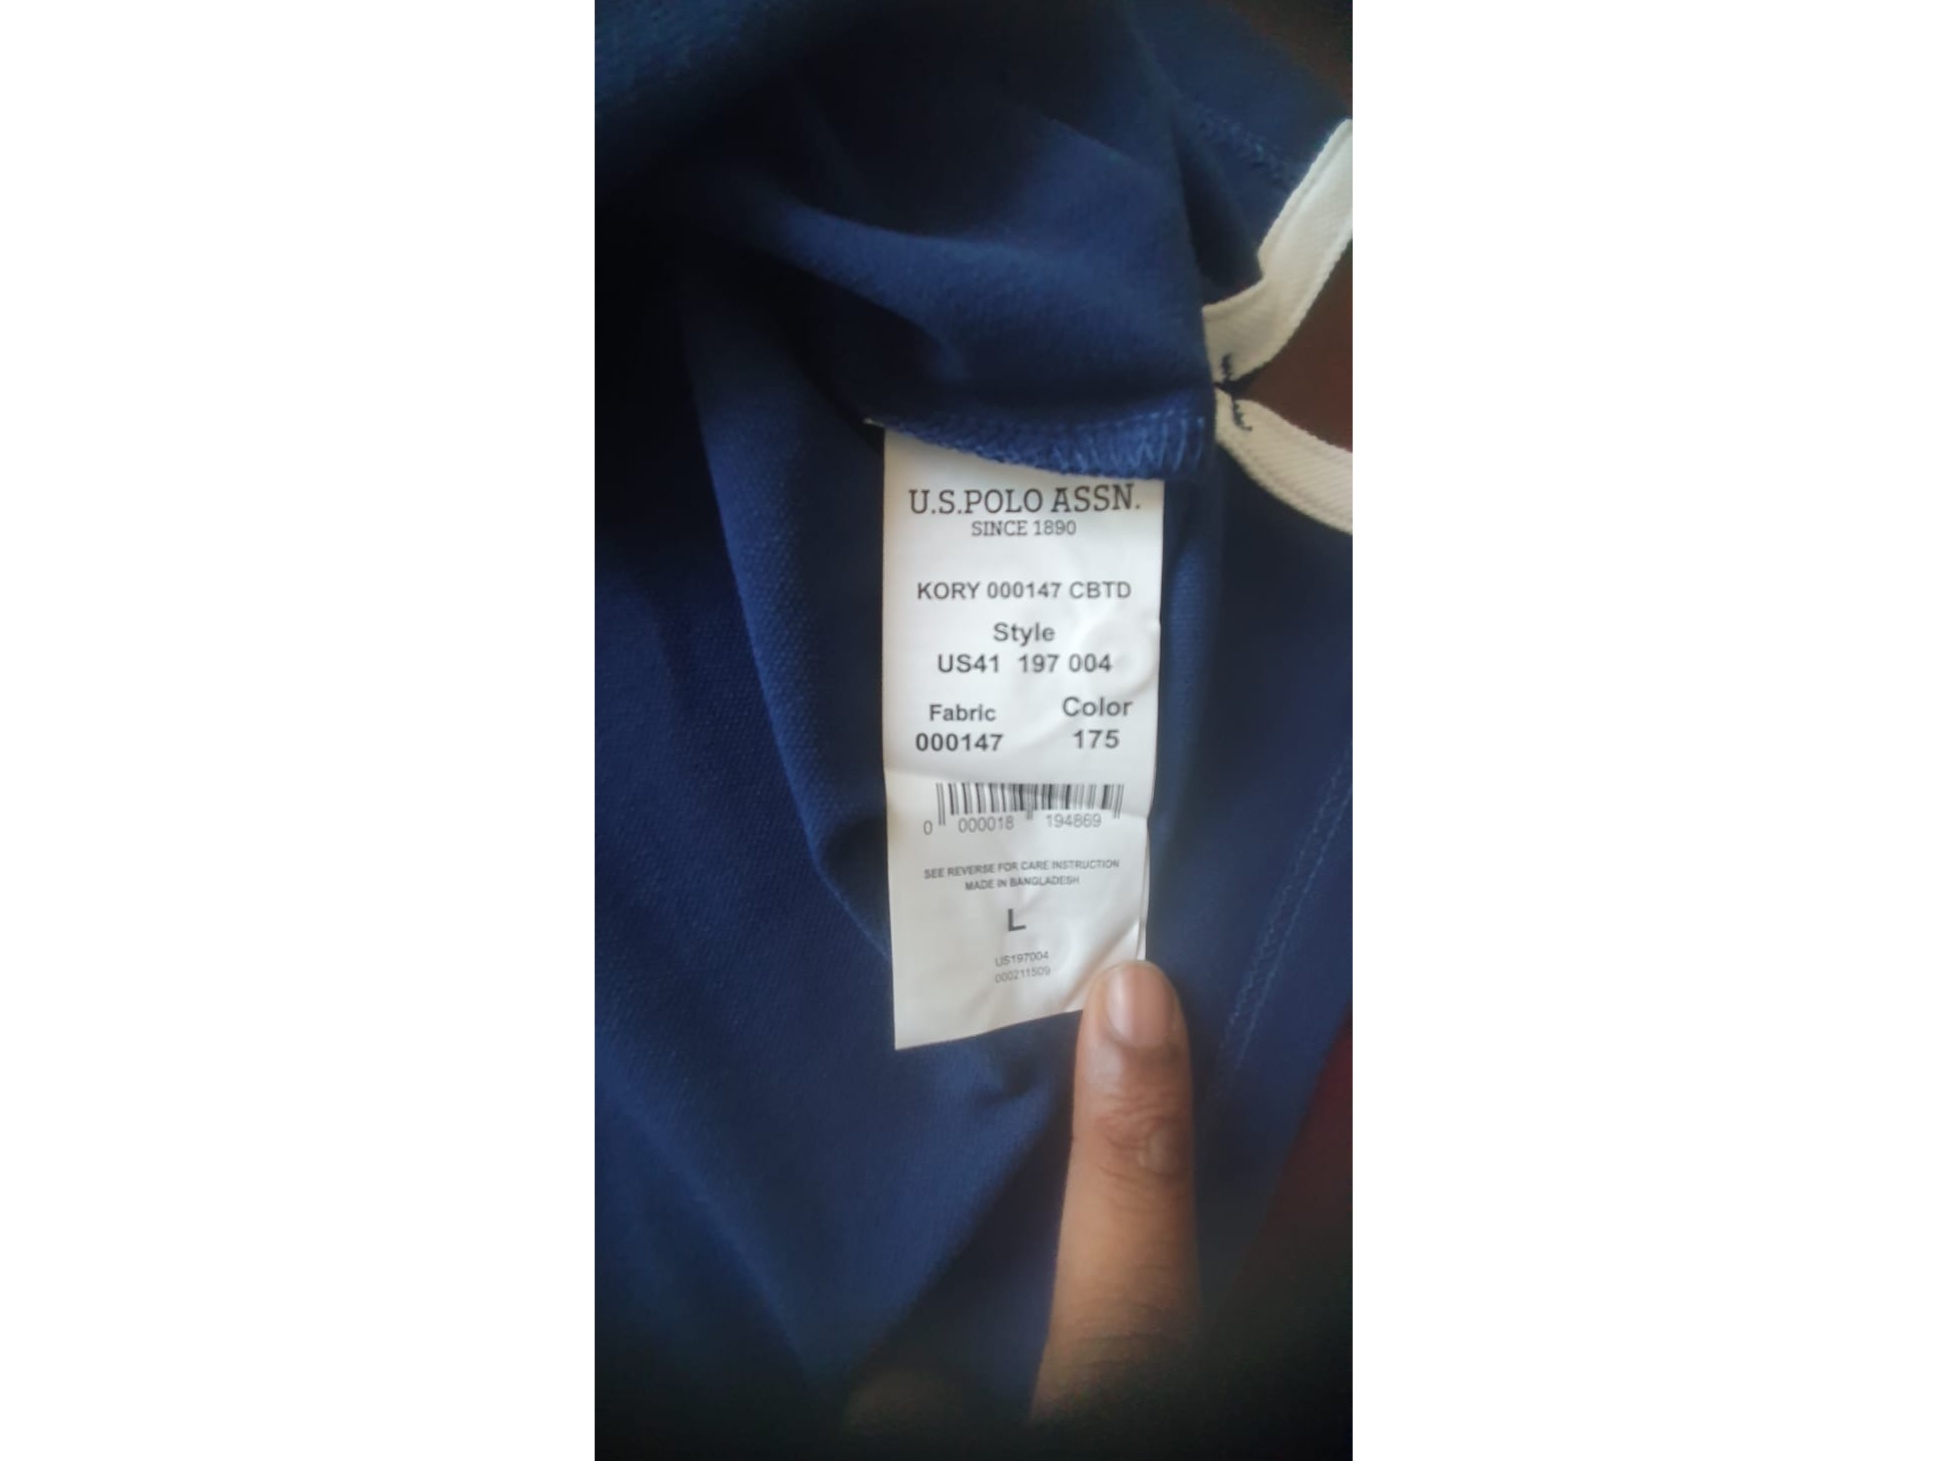 U.S.POLO ASSN.
SINCE 1890
KORY 000147 CBTD
Style
US41 197 004
Fabric Color
000147 175
0 000018 194869
SEE REVERSE FOR CARE INSTRUCTION
MADE IN BANGLADESH
L
US197004
000211509